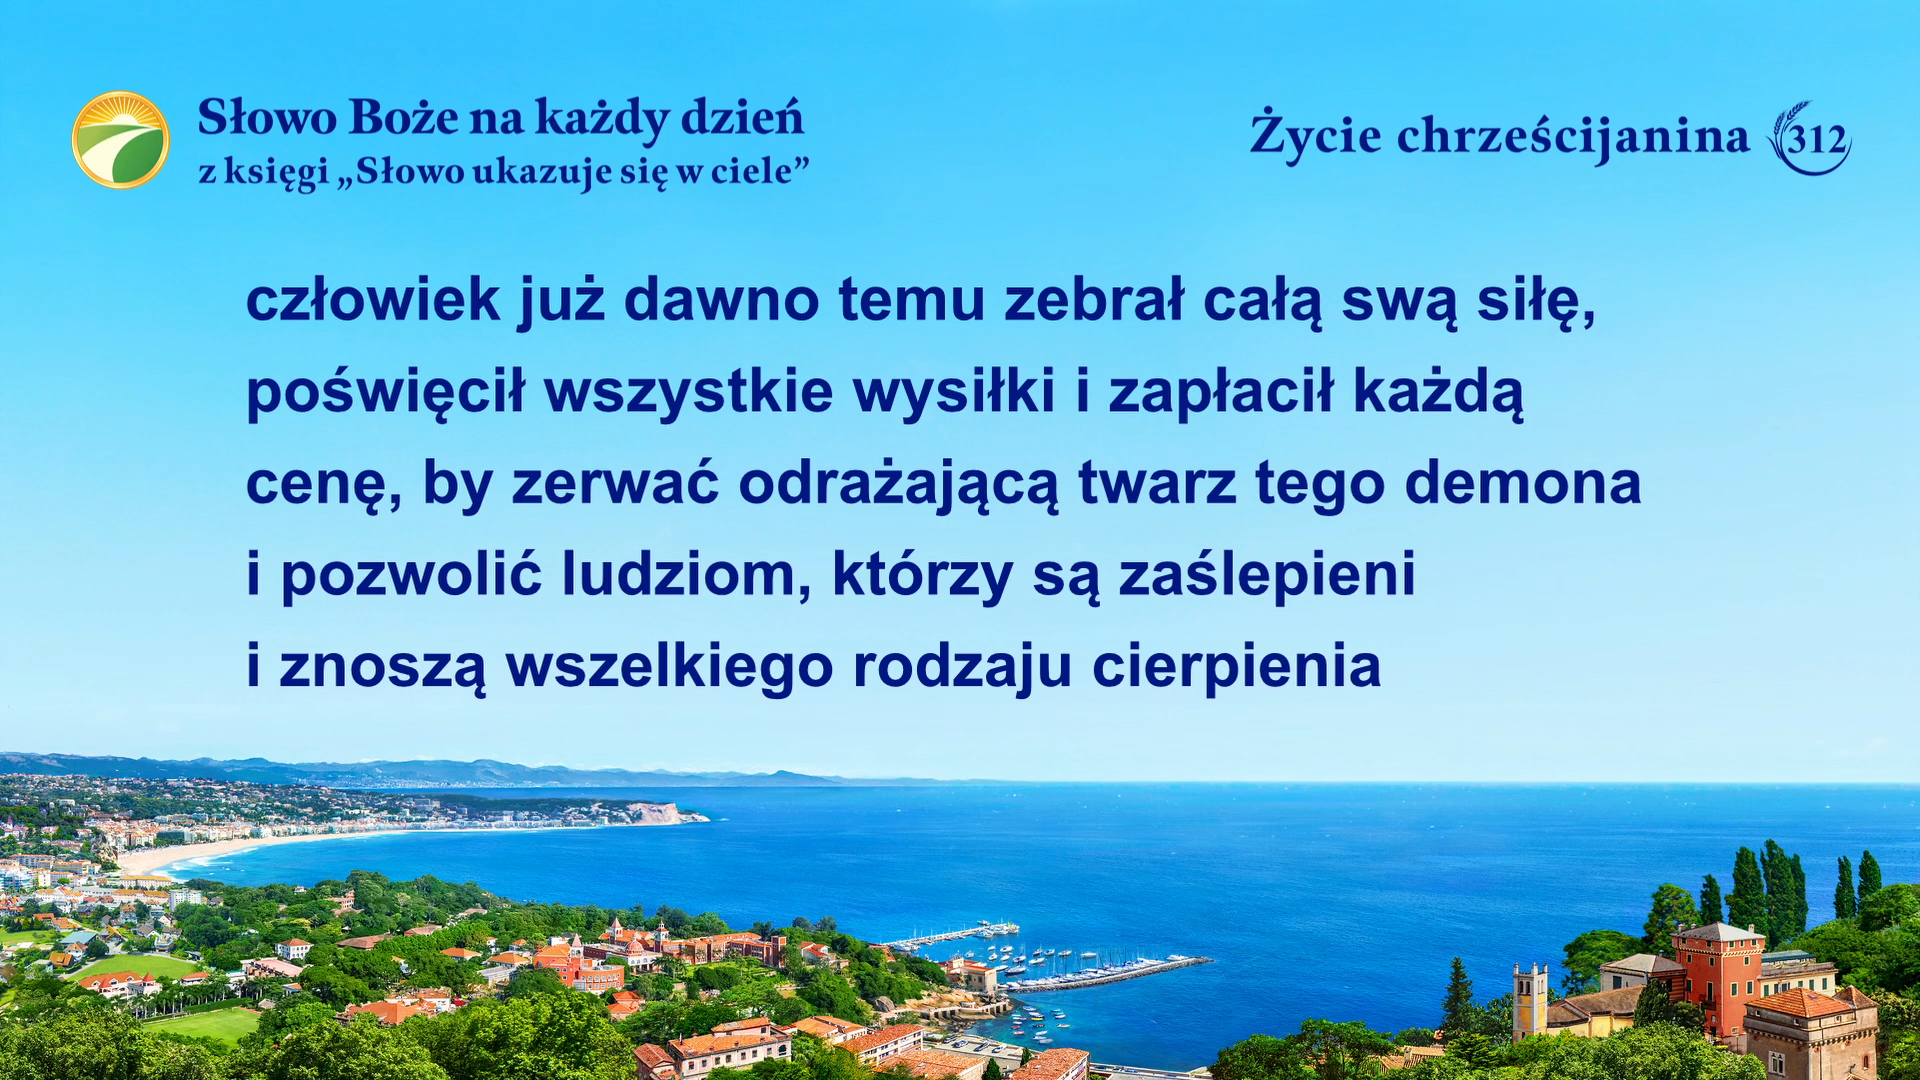 Słowo Boże na każdy dzień
z księgi „Słowo ukazuje się w ciele”
Życie chrześcijanina 312
człowiek już dawno temu zebrał całą swą siłę,
poświęcił wszystkie wysiłki i zapłacił każdą
cenę, by zerwać odrażającą twarz tego demona
i pozwolić ludziom, którzy są zaślepieni
i znoszą wszelkiego rodzaju cierpienia